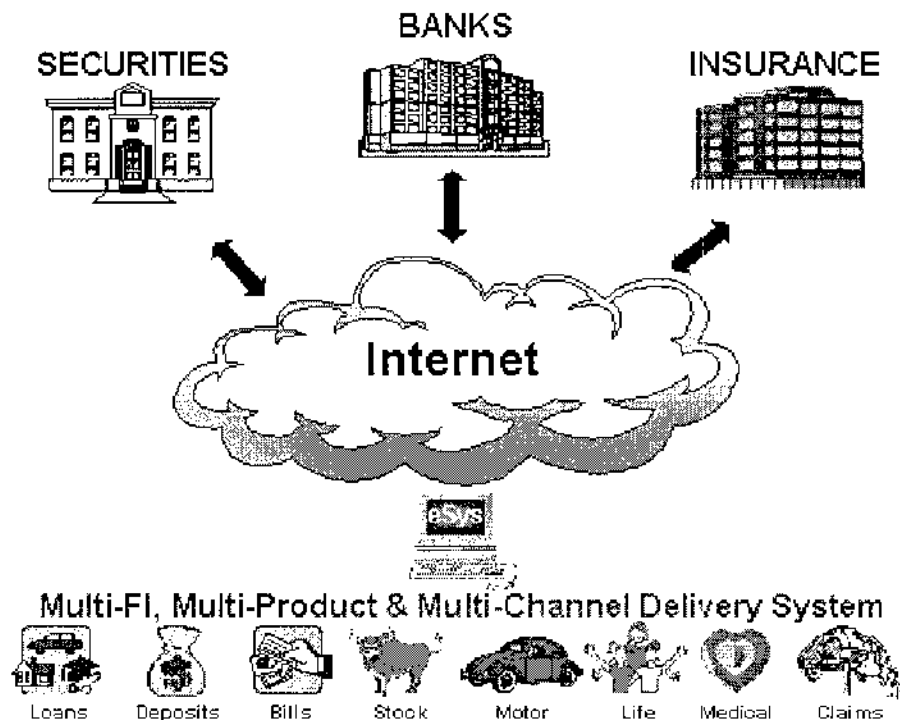 BANKS
SECURITIES
INSURANCE
Internet
eSys
Multi-FI, Multi-Product & Multi-Channel Delivery System
Loans Deposits Bills Stock Motor Life Medical Claims